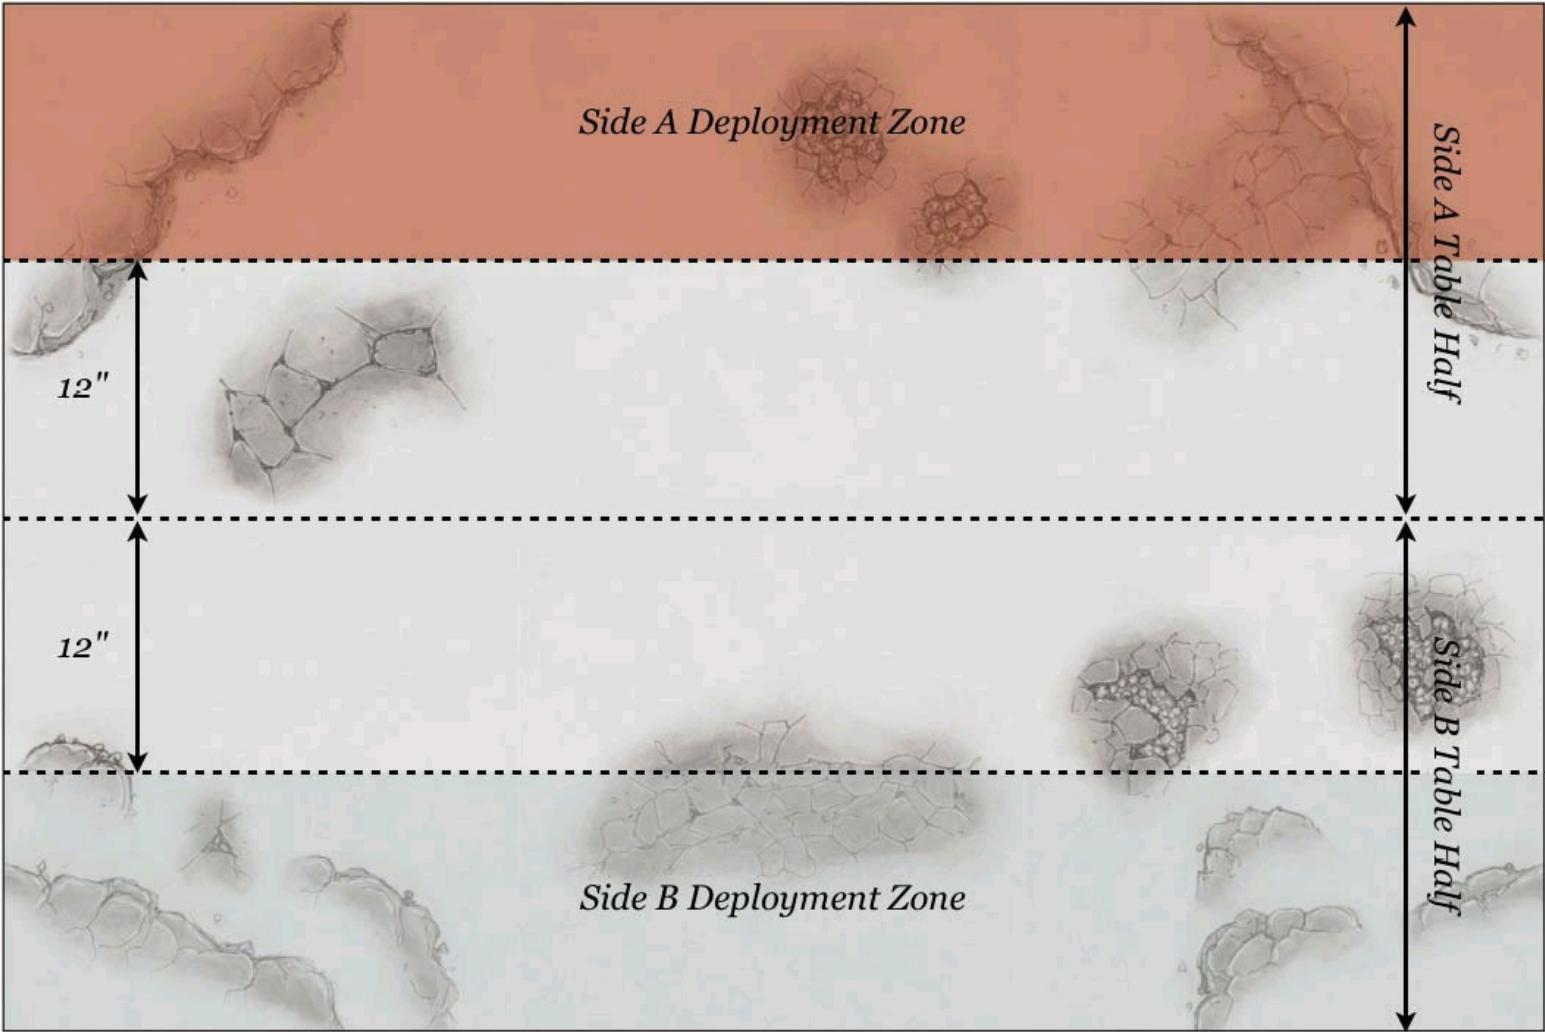 Side A Deployment Zone
Side A Table Half
12"
12"
Side B Table Half
Side B Deployment Zone